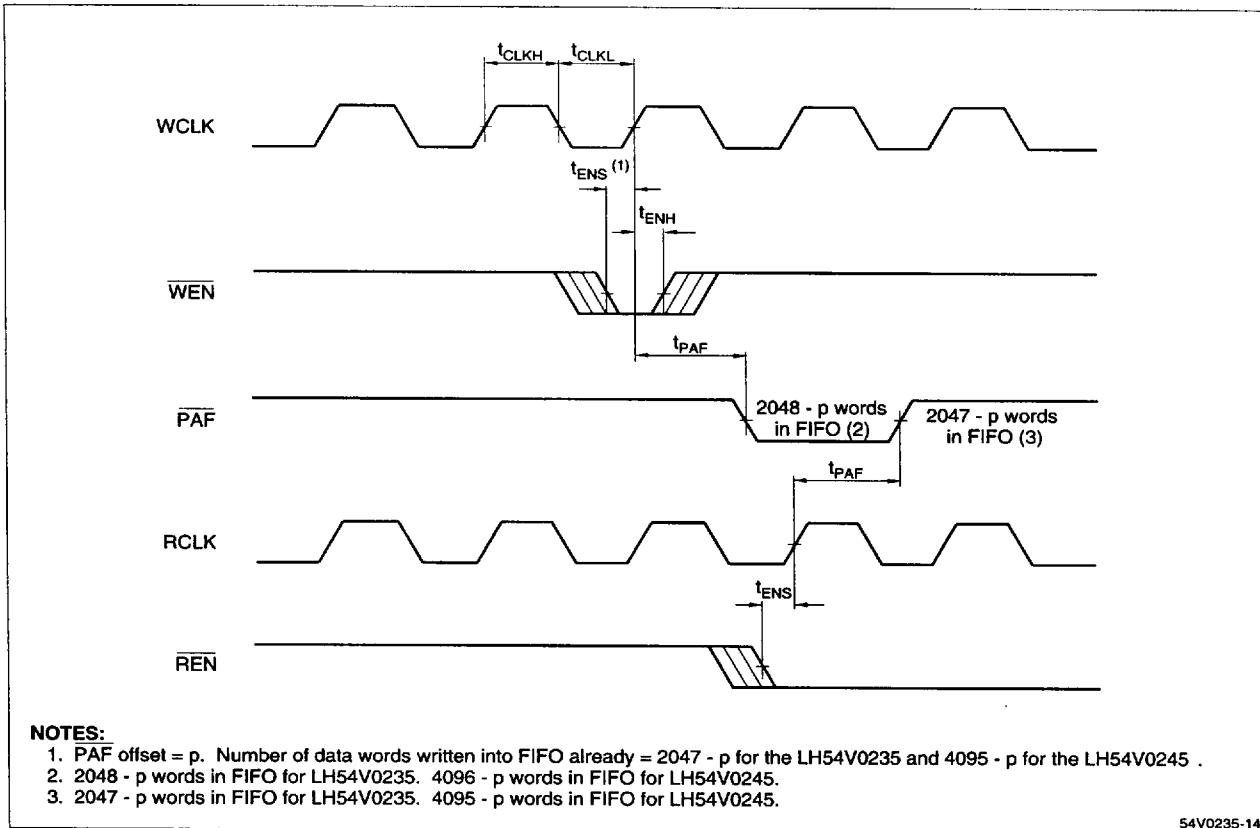 tCLKH tCLKL
WCLK
tENS (1)
tENH
WEN
tPAF
PAF
2048 - p words
in FIFO (2)
2047 - p words
in FIFO (3)
tPAF
RCLK
tENS
REN
NOTES:
1. PAF offset = p. Number of data words written into FIFO already = 2047 - p for the LH54V0235 and 4095 - p for the LH54V0245 .
2. 2048 - p words in FIFO for LH54V0235. 4096 - p words in FIFO for LH54V0245.
3. 2047 - p words in FIFO for LH54V0235. 4095 - p words in FIFO for LH54V0245.
54V0235-14